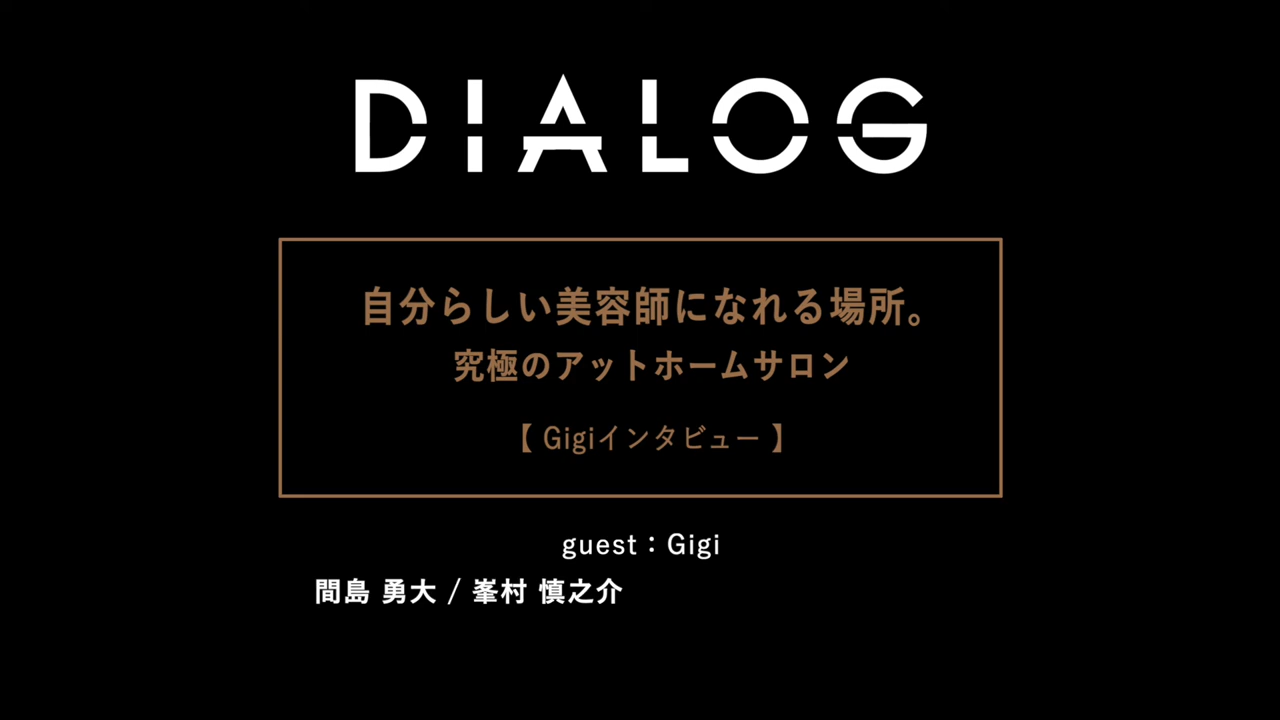 DIALOG
自分らしい美容師になれる場所。
究極のアットホームサロン
【 Gigiインタビュー 】
guest：Gigi
間島 勇大 / 峯村 慎之介